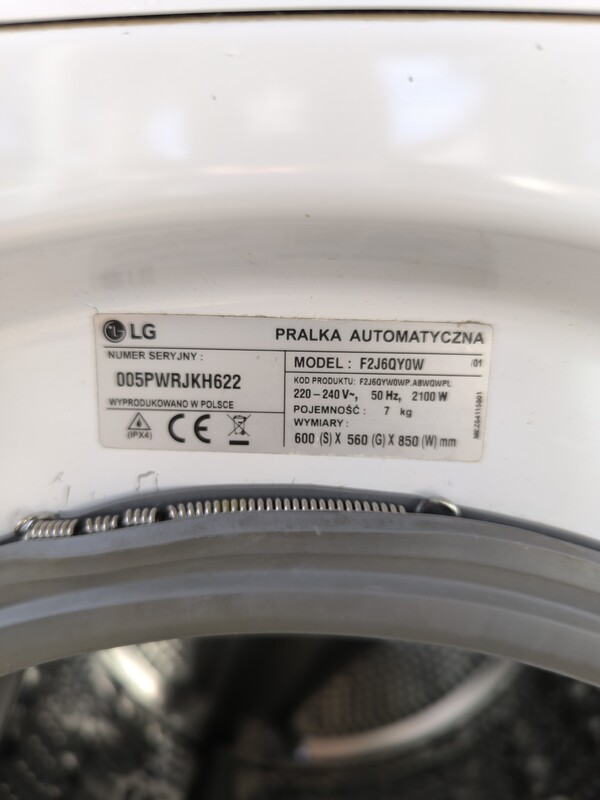 LG
PRALKA AUTOMATYCZNA
NUMER SERYJNY :
005PWRJKH622
WYPRODUKOWANO W POLSCE
(IPX4)
CE
MODEL : F2J6QY0W /01
KOD PRODUKTU: F2J6QYW0WP.ABWQWPL
220 – 240 V~, 50 Hz, 2100 W
POJEMNOŚĆ : 7 kg
WYMIARY :
600 (S) X 560 (G) X 850 (W) mm